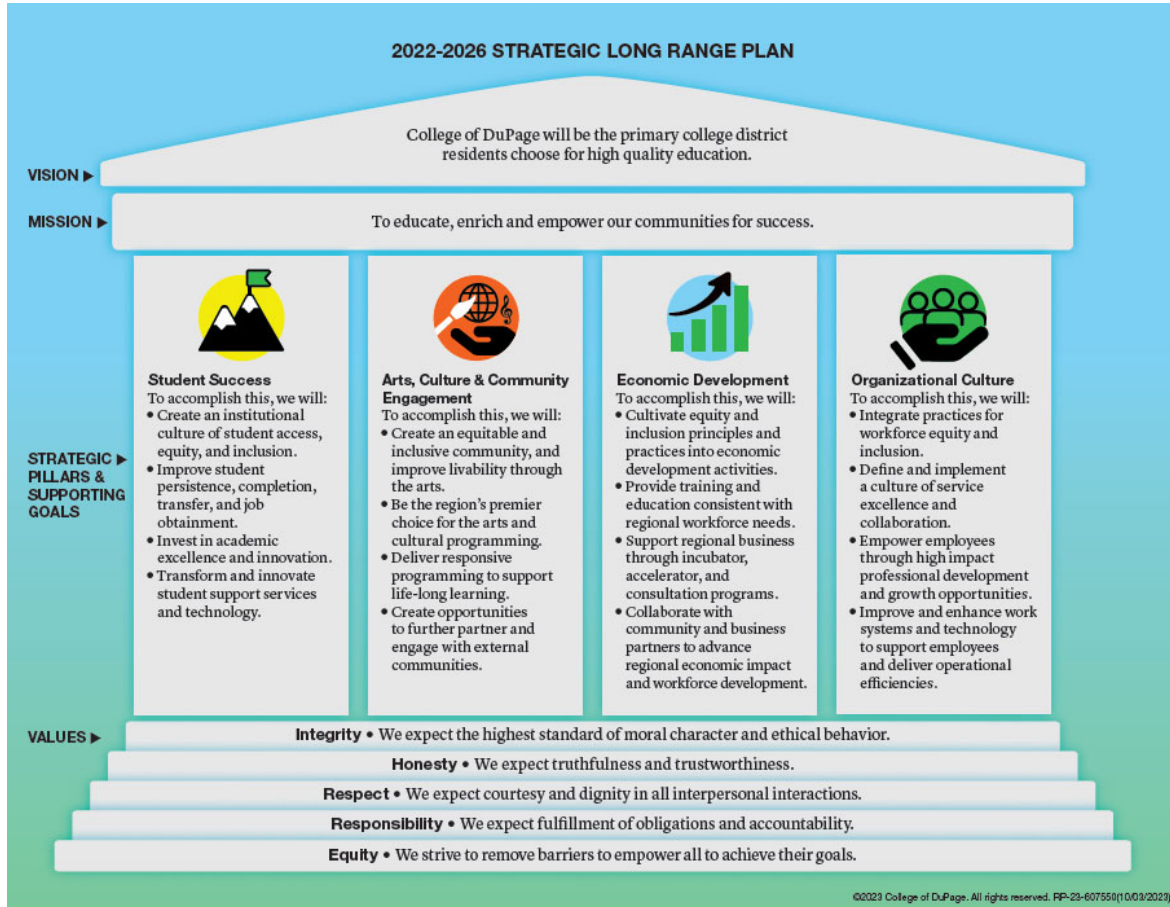 2022-2026 STRATEGIC LONG RANGE PLAN
College of DuPage will be the primary college district
residents choose for high quality education.
VISION ▶
MISSION ▶
To educate, enrich and empower our communities for success.
STRATEGIC ▶
PILLARS &
SUPPORTING
GOALS
Student Success
To accomplish this, we will:
• Create an institutional
culture of student access,
equity, and inclusion.
• Improve student
persistence, completion,
transfer, and job
obtainment.
• Invest in academic
excellence and innovation.
• Transform and innovate
student support services
and technology.
Arts, Culture & Community
Engagement
To accomplish this, we will:
• Create an equitable and
inclusive community, and
improve livability through
the arts.
• Be the region's premier
choice for the arts and
cultural programming.
• Deliver responsive
programming to support
life-long learning.
• Create opportunities
to further partner and
engage with external
communities.
Economic Development
To accomplish this, we will:
• Cultivate equity and
inclusion principles and
practices into economic
development activities.
• Provide training and
education consistent with
regional workforce needs.
• Support regional business
through incubator,
accelerator, and
consultation programs.
• Collaborate with
community and business
partners to advance
regional economic impact
and workforce development.
Organizational Culture
To accomplish this, we will:
• Integrate practices for
workforce equity and
inclusion.
• Define and implement
a culture of service
excellence and
collaboration.
• Empower employees
through high impact
professional development
and growth opportunities.
• Improve and enhance work
systems and technology
to support employees
and deliver operational
efficiencies.
VALUES ▶
Integrity • We expect the highest standard of moral character and ethical behavior.
Honesty • We expect truthfulness and trustworthiness.
Respect • We expect courtesy and dignity in all interpersonal interactions.
Responsibility • We expect fulfillment of obligations and accountability.
Equity • We strive to remove barriers to empower all to achieve their goals.
©2023 College of DuPage. All rights reserved. RP-23-607550(10/03/2023)